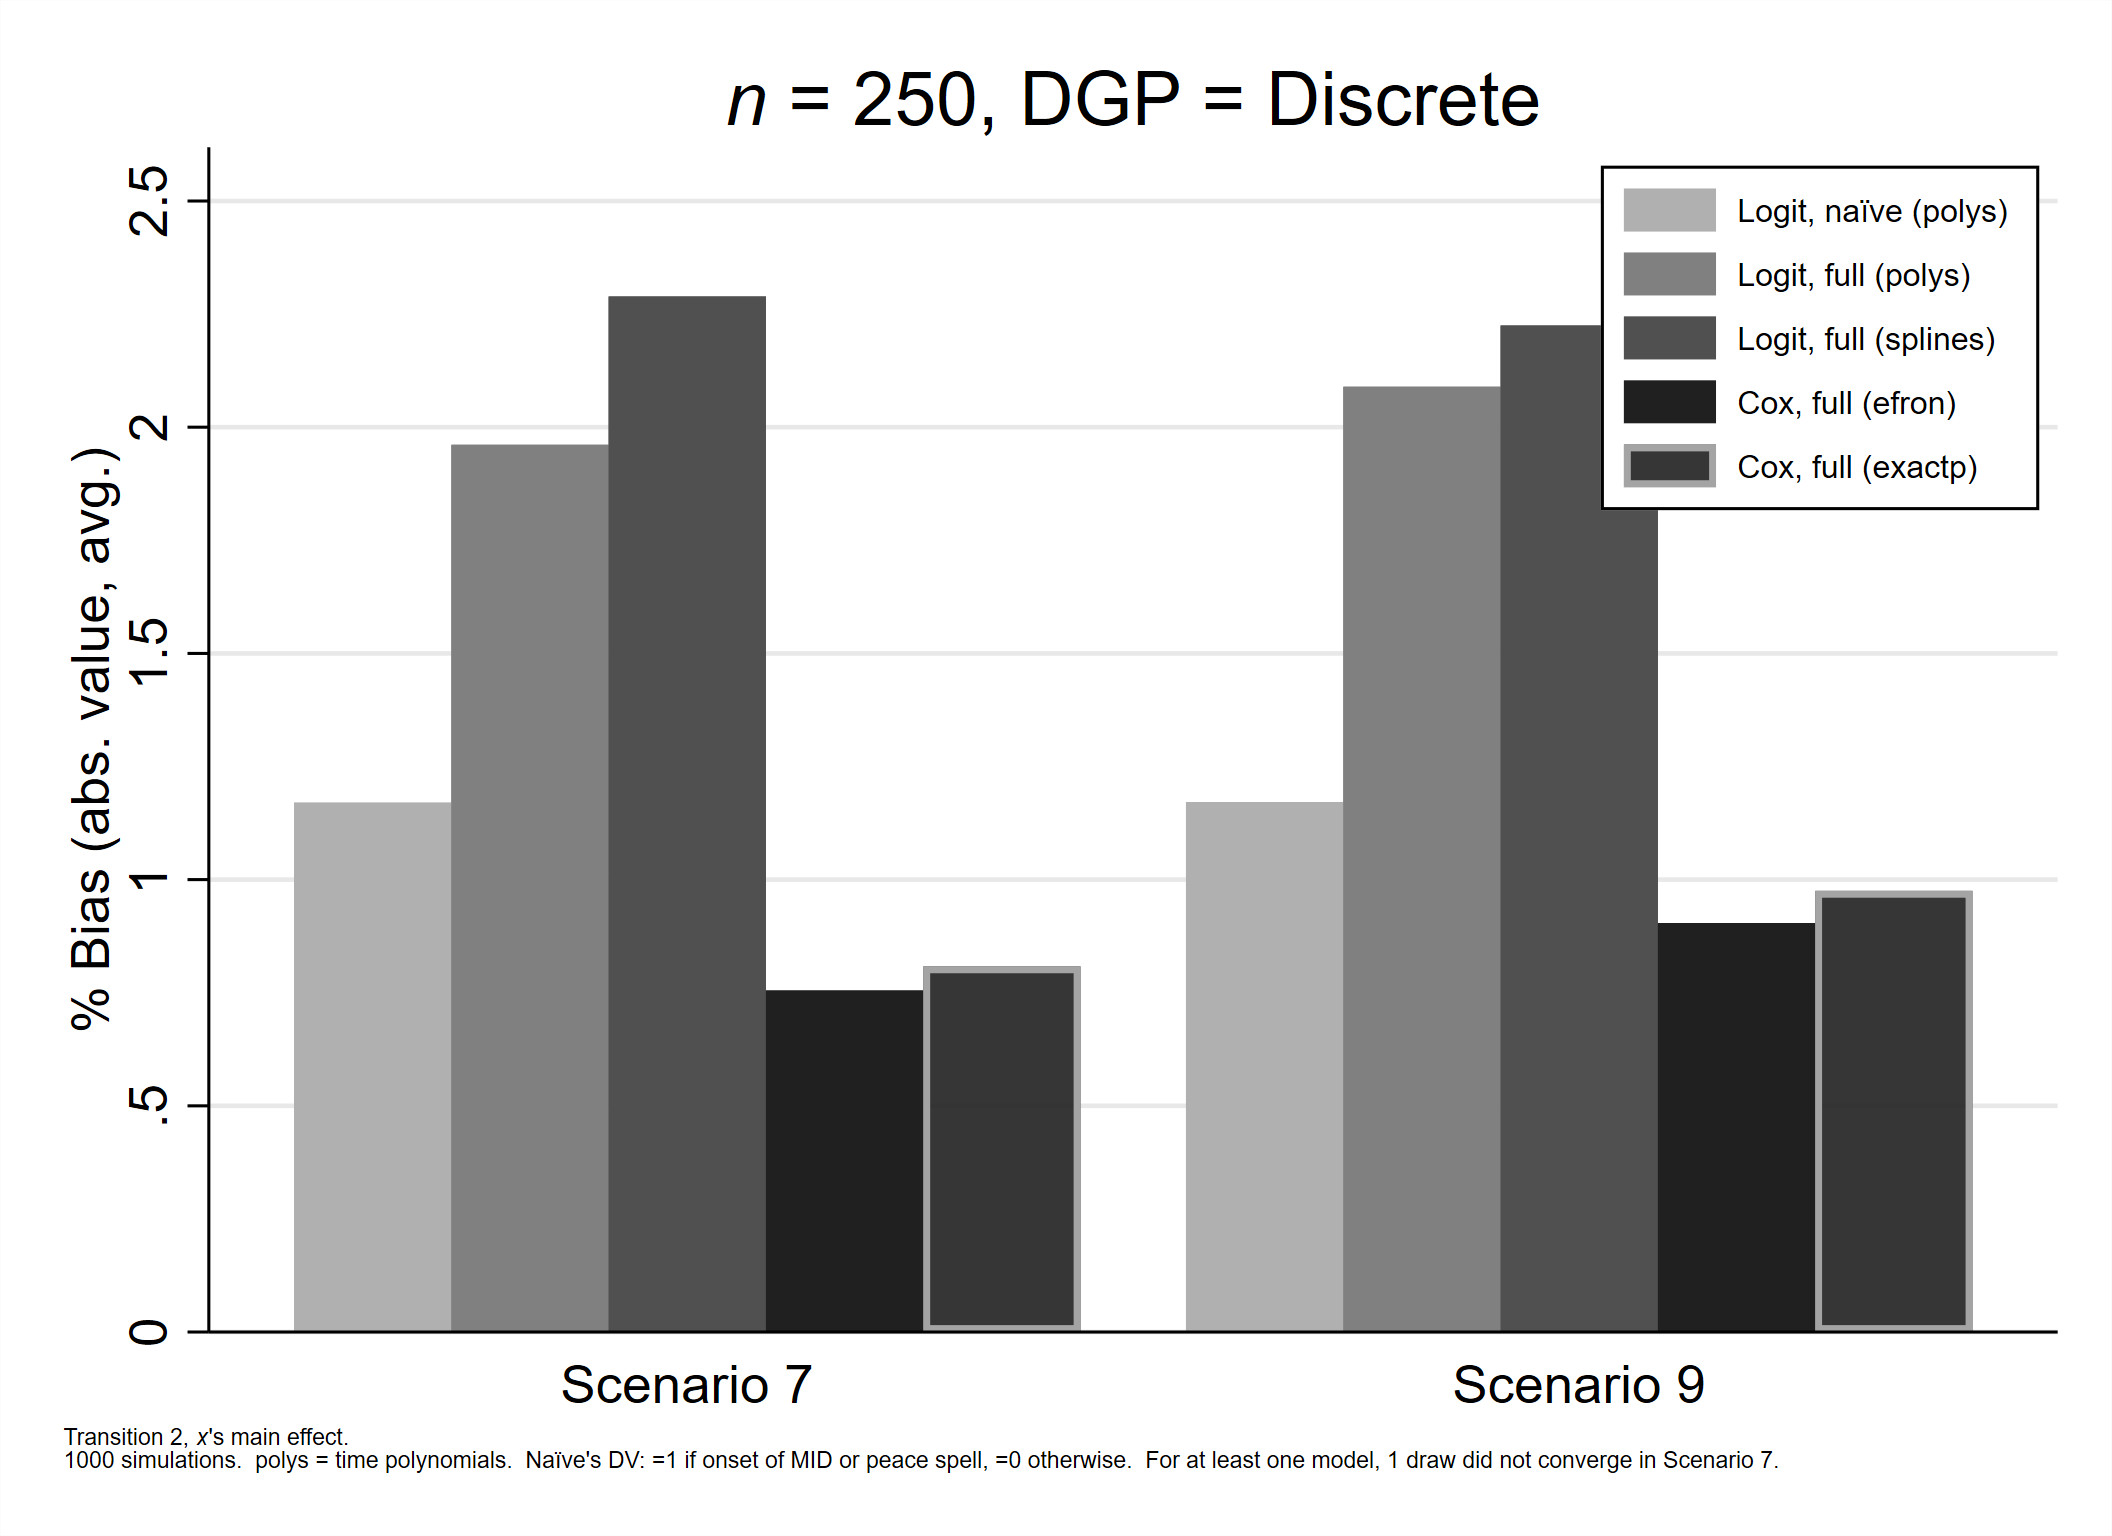 n = 250, DGP = Discrete
% Bias (abs. value, avg.)
2.5
2
1.5
1
.5
0
Logit, naïve (polys)
Logit, full (polys)
Logit, full (splines)
Cox, full (efron)
Cox, full (exactp)
Scenario 7
Scenario 9
Transition 2, x's main effect.
1000 simulations.  polys = time polynomials.  Naïve's DV: =1 if onset of MID or peace spell, =0 otherwise.  For at least one model, 1 draw did not converge in Scenario 7.